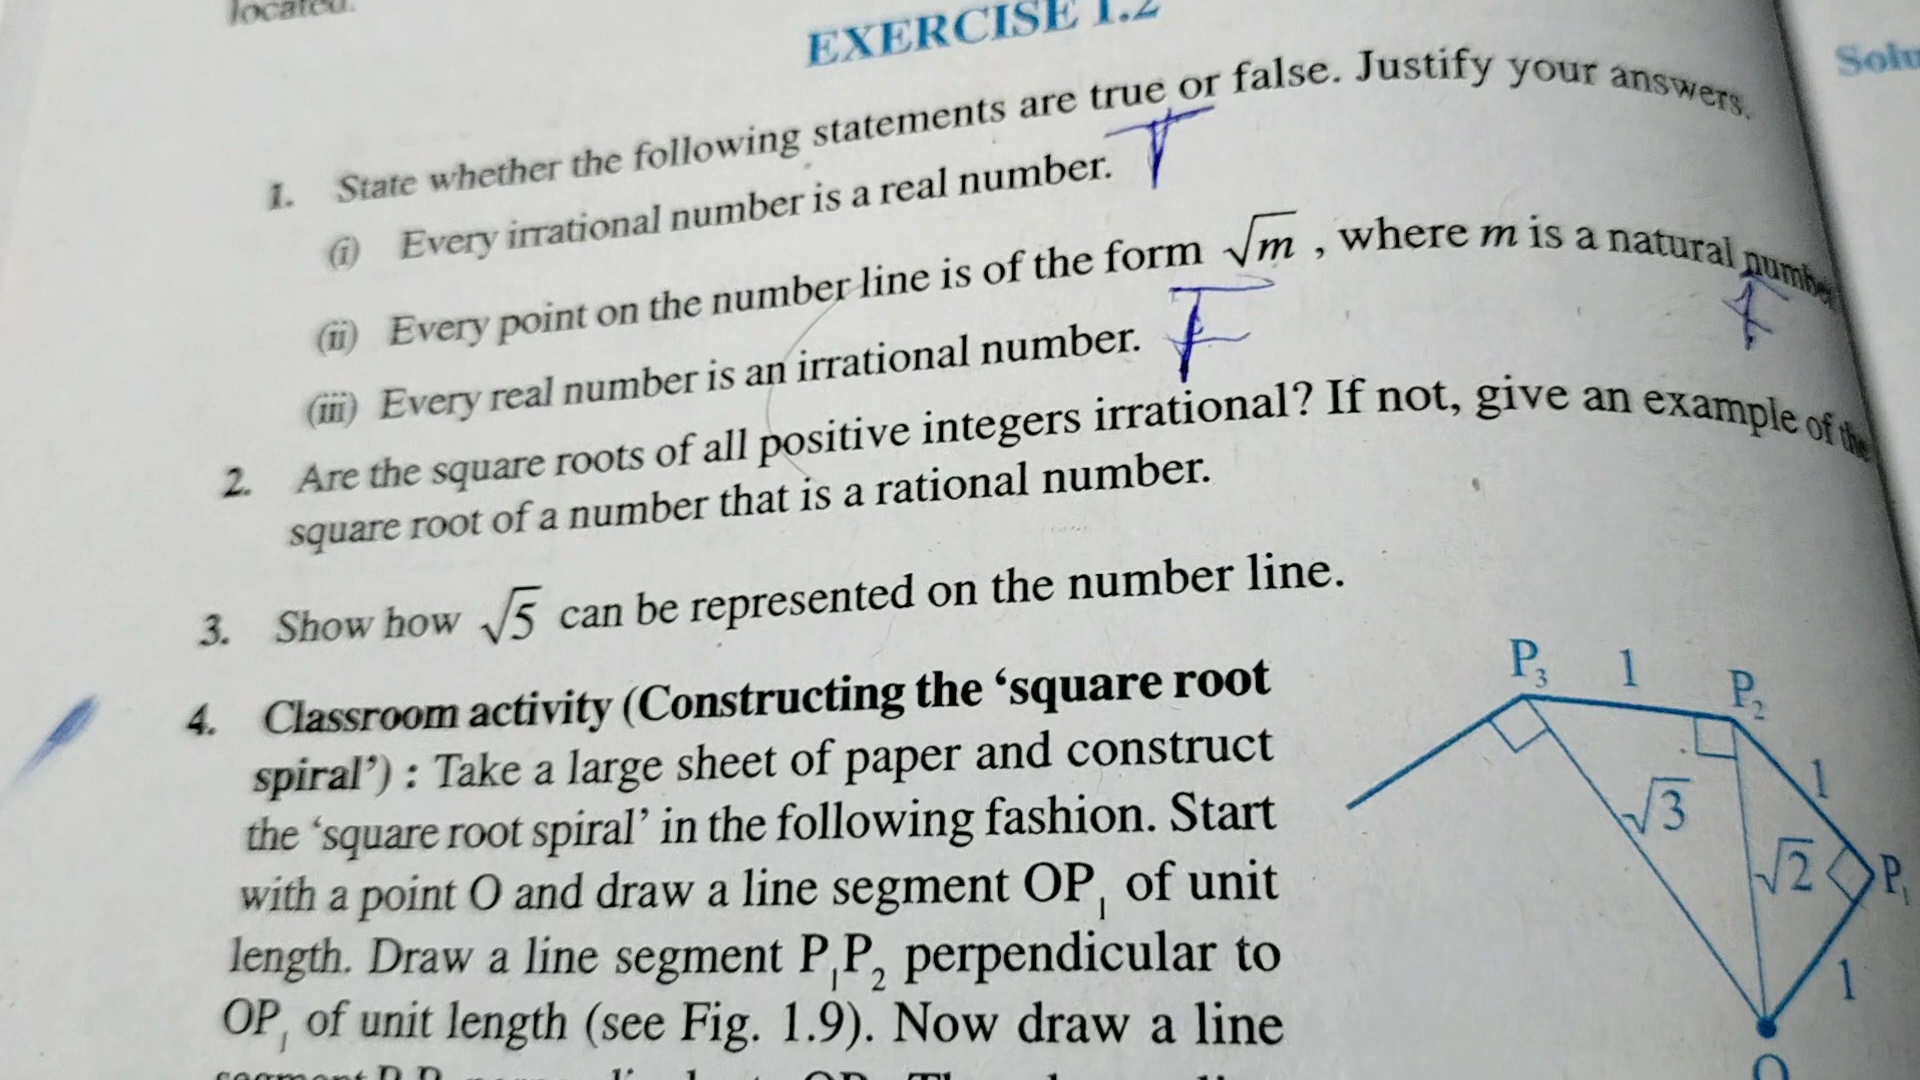 located.
EXERCISE 1.2
Solu
1. State whether the following statements are true or false. Justify your answers.
(i) Every irrational number is a real number. T
(ii) Every point on the number line is of the form √m , where m is a natural number
F
(iii) Every real number is an irrational number. F
2. Are the square roots of all positive integers irrational? If not, give an example of the
square root of a number that is a rational number.
3. Show how √5 can be represented on the number line.
4. Classroom activity (Constructing the ‘square root
spiral’) : Take a large sheet of paper and construct
the ‘square root spiral’ in the following fashion. Start
with a point O and draw a line segment OP₁ of unit
length. Draw a line segment P₁P₂ perpendicular to
OP₁ of unit length (see Fig. 1.9). Now draw a line
P₃ 1 P₂
1
√3
√2 P₁
1
O